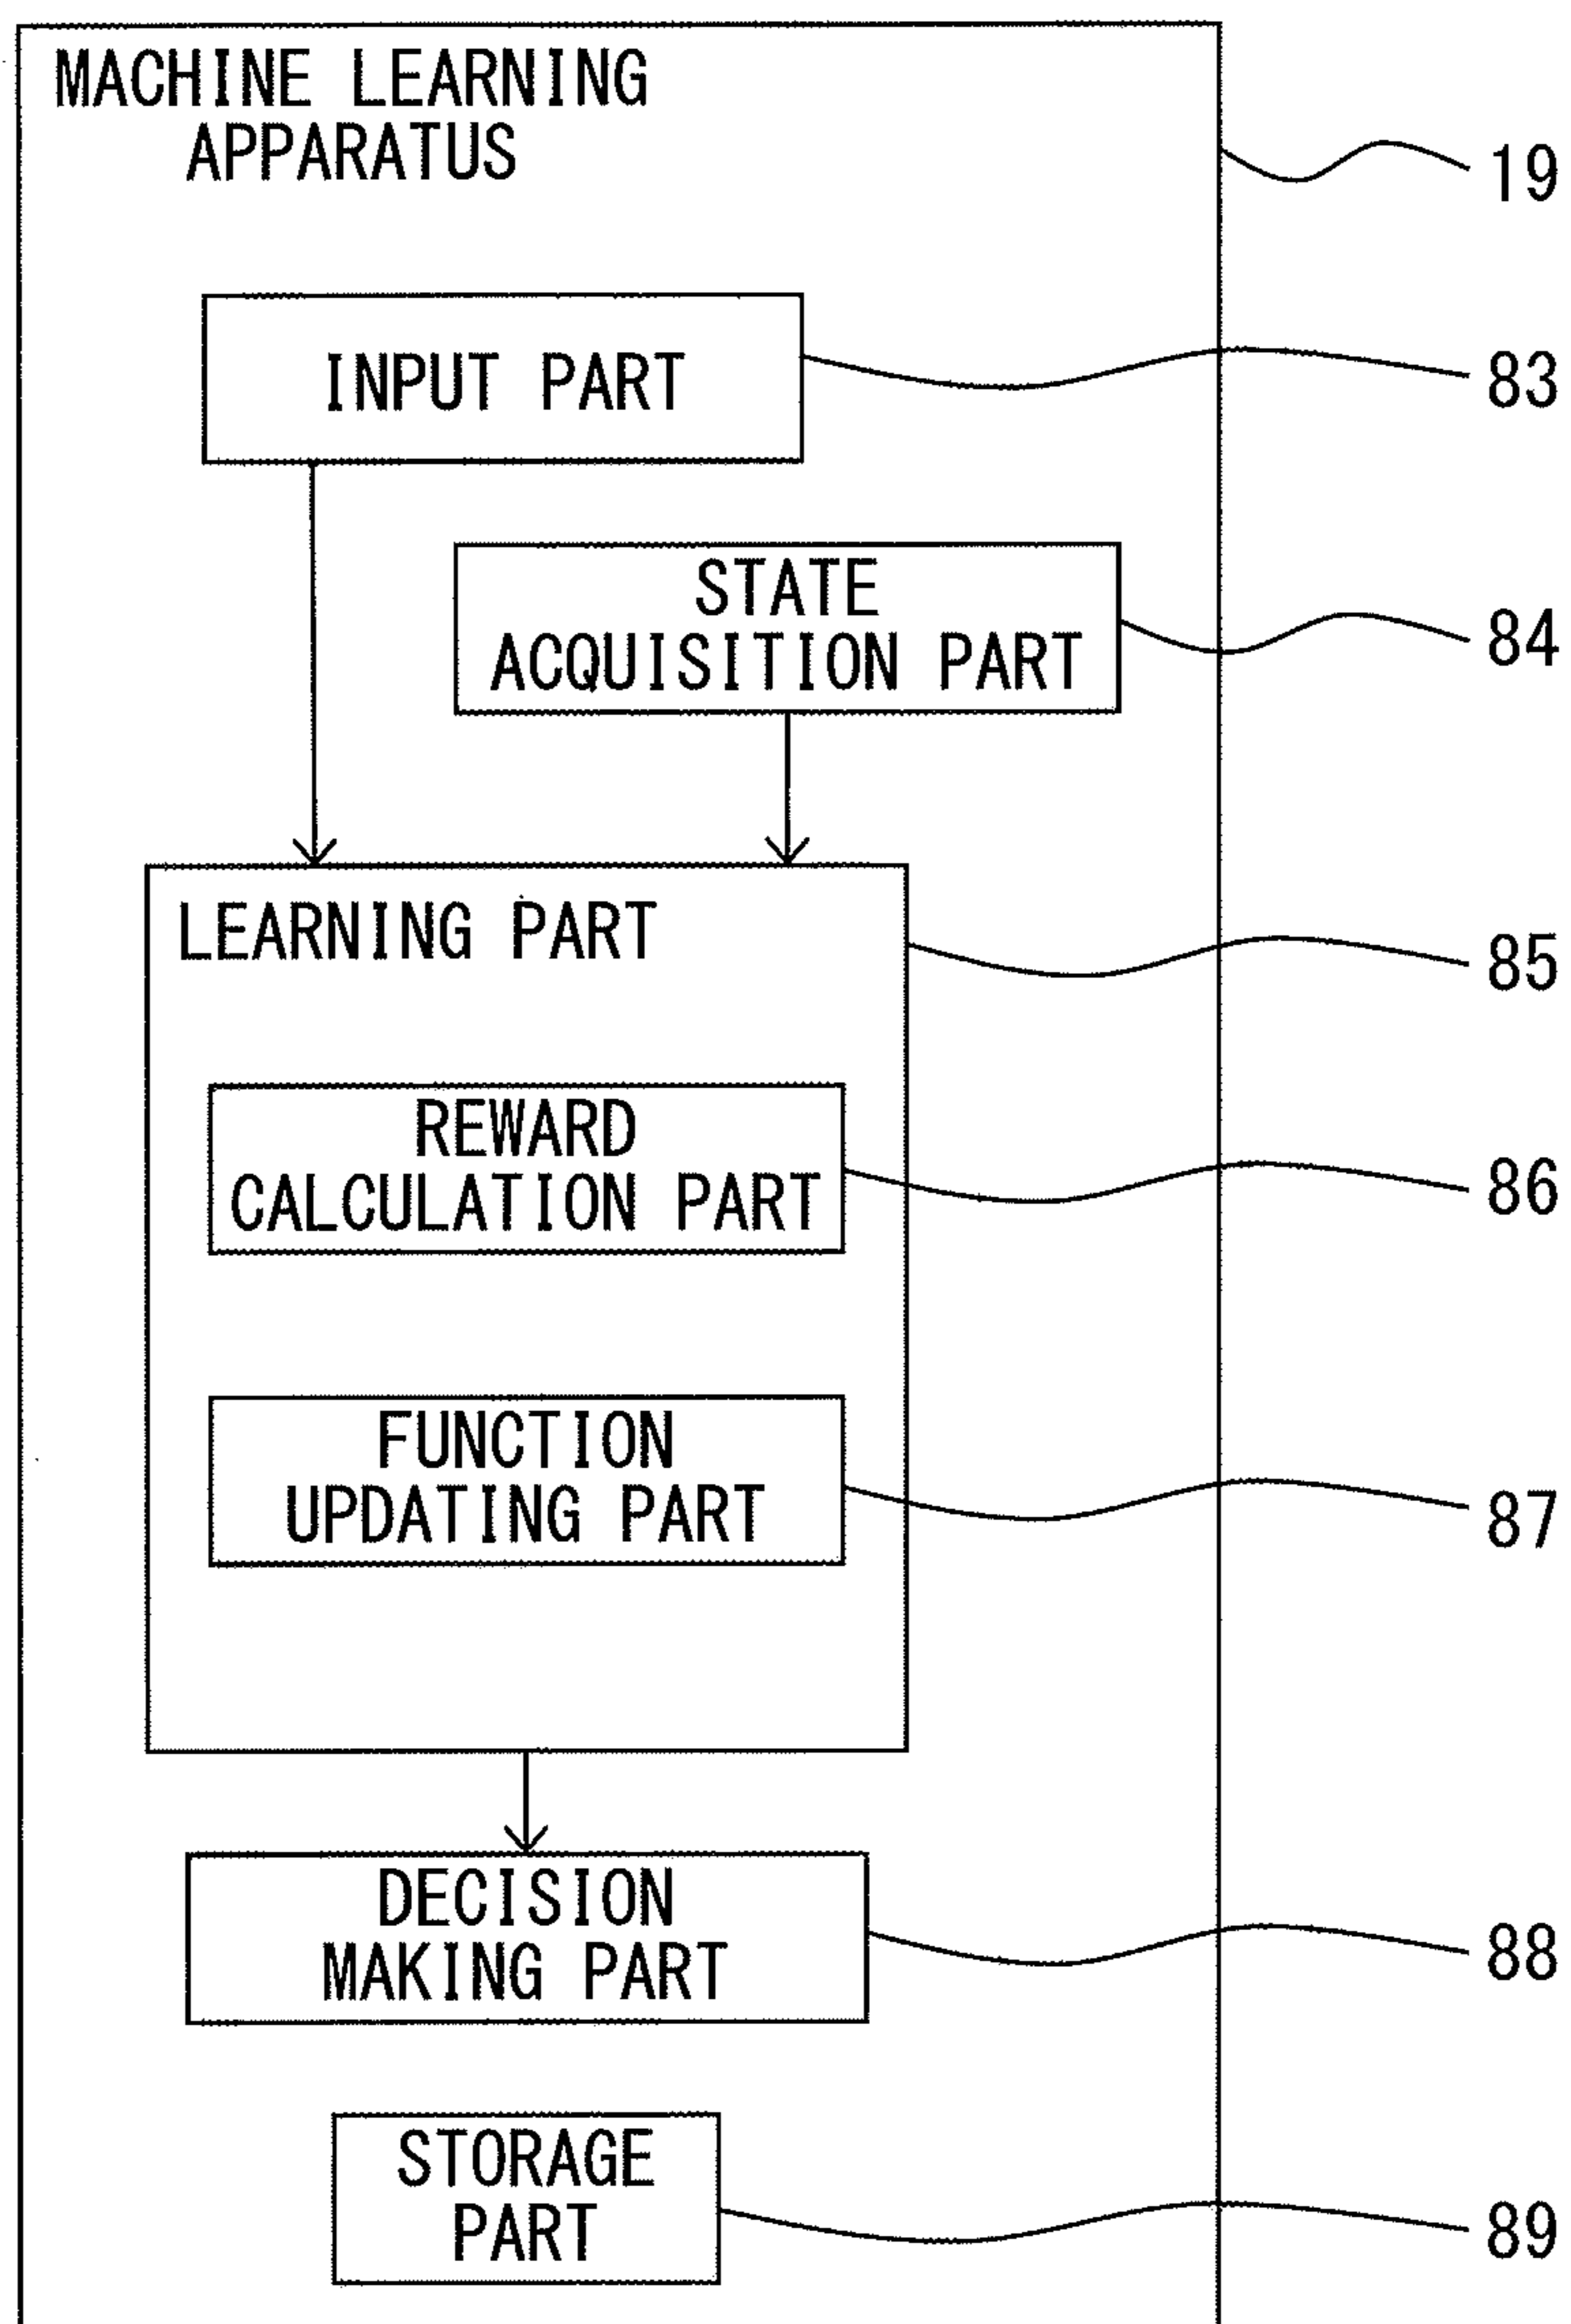 MACHINE LEARNING
APPARATUS
19
INPUT PART
83
STATE
ACQUISITION PART
84
LEARNING PART
85
REWARD
CALCULATION PART
86
FUNCTION
UPDATING PART
87
DECISION
MAKING PART
88
STORAGE
PART
89